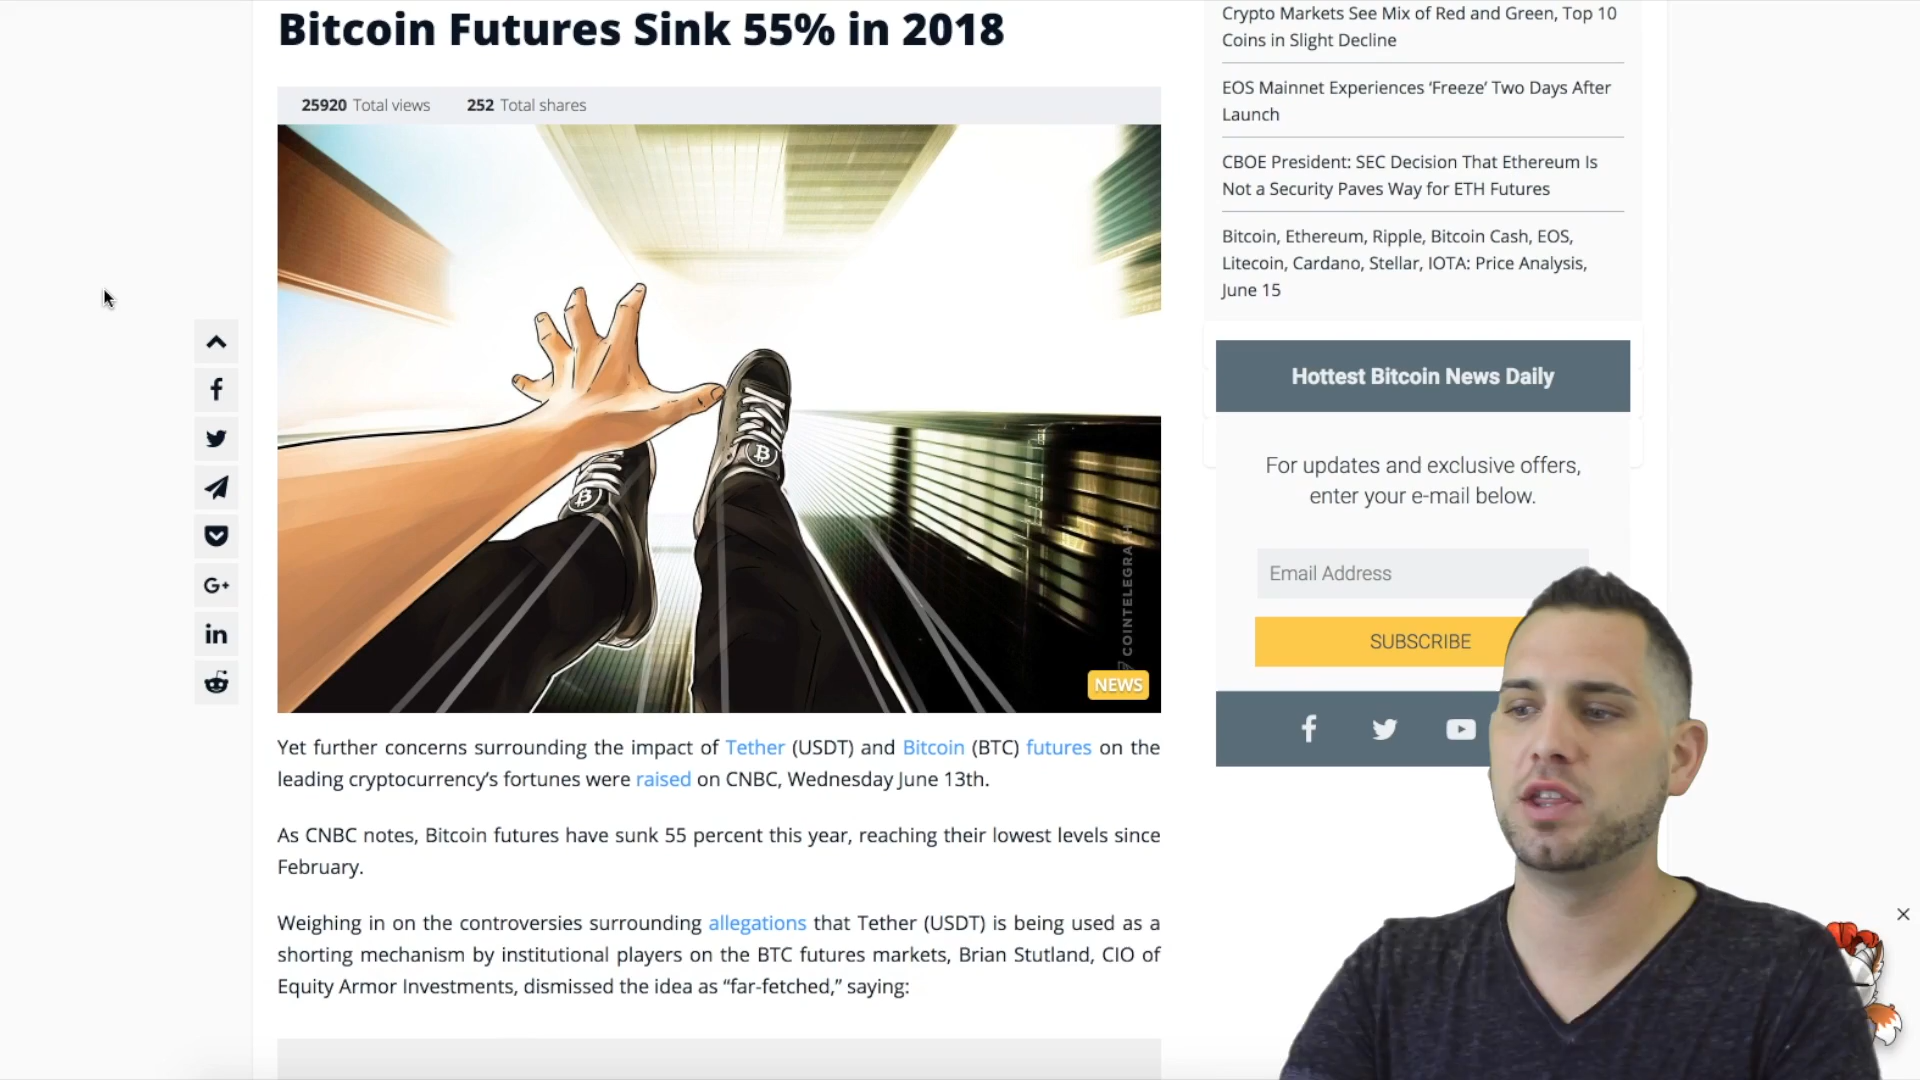 Bitcoin Futures Sink 55% in 2018
25920 Total views 252 Total shares
COINTELEGRAPH
NEWS
Yet further concerns surrounding the impact of Tether (USDT) and Bitcoin (BTC) futures on the
leading cryptocurrency’s fortunes were raised on CNBC, Wednesday June 13th.
As CNBC notes, Bitcoin futures have sunk 55 percent this year, reaching their lowest levels since
February.
Weighing in on the controversies surrounding allegations that Tether (USDT) is being used as a
shorting mechanism by institutional players on the BTC futures markets, Brian Stutland, CIO of
Equity Armor Investments, dismissed the idea as “far-fetched,” saying:
Crypto Markets See Mix of Red and Green, Top 10
Coins in Slight Decline
EOS Mainnet Experiences ‘Freeze’ Two Days After
Launch
CBOE President: SEC Decision That Ethereum Is
Not a Security Paves Way for ETH Futures
Bitcoin, Ethereum, Ripple, Bitcoin Cash, EOS,
Litecoin, Cardano, Stellar, IOTA: Price Analysis,
June 15
Hottest Bitcoin News Daily
For updates and exclusive offers,
enter your e-mail below.
Email Address
SUBSCRIBE